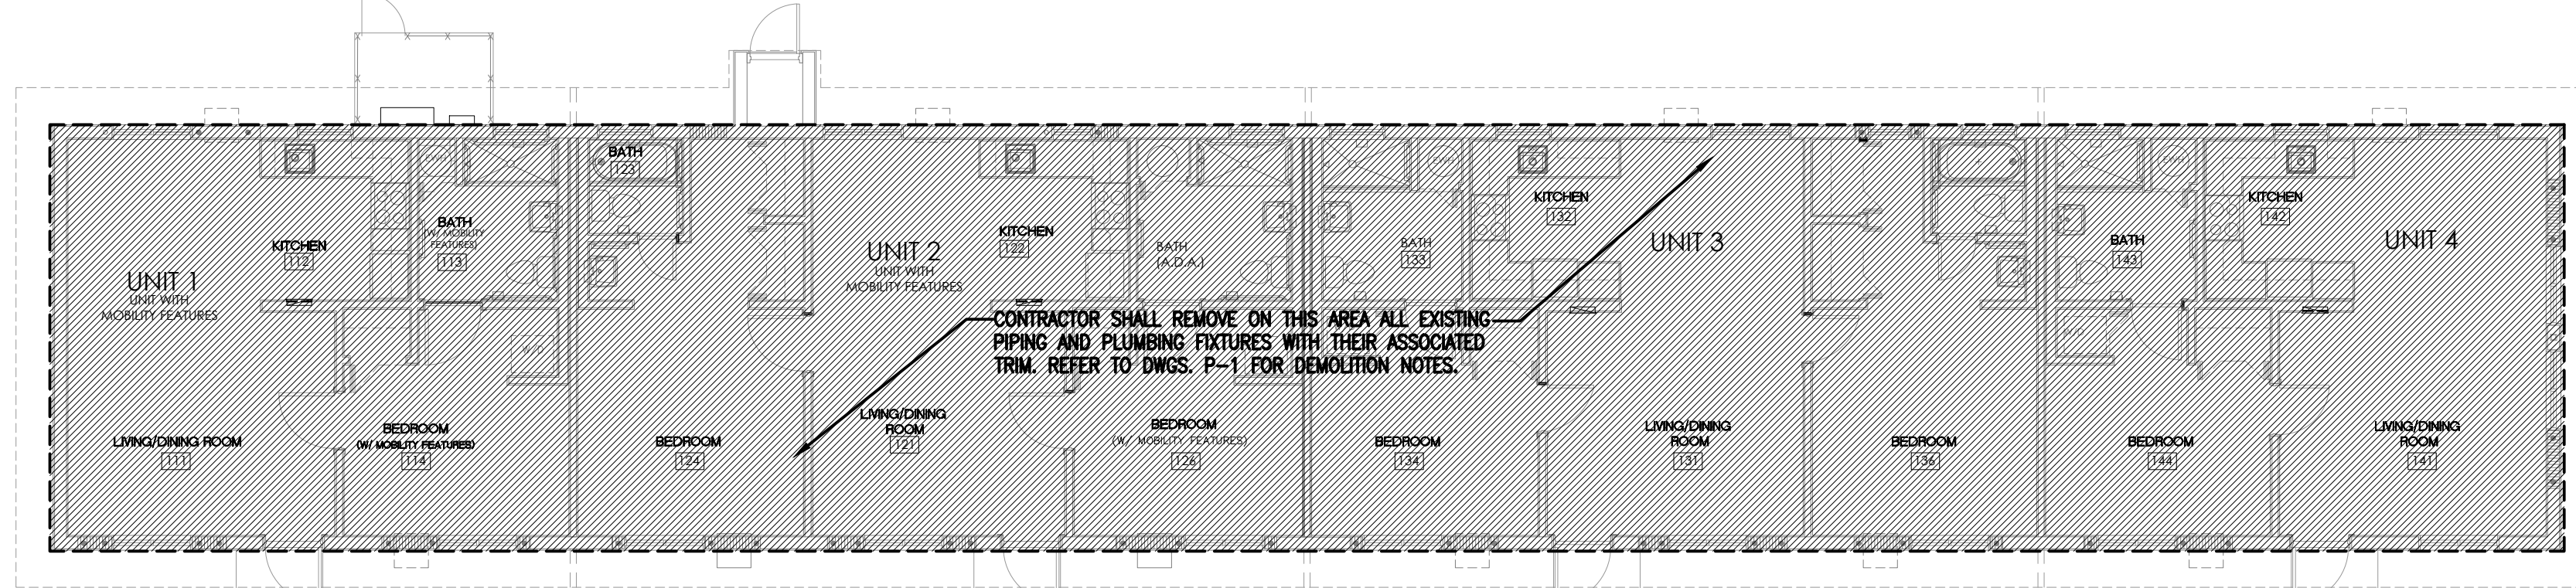 UNIT 1
UNIT WITH
MOBILITY FEATURES
KITCHEN
112
EWH
BATH
(W/ MOBILITY
FEATURES)
113
W/D
LIVING/DINING ROOM
111
BEDROOM
(W/ MOBILITY FEATURES)
114
BATH
123
BEDROOM
124
UNIT 2
UNIT WITH
MOBILITY FEATURES
KITCHEN
122
BATH
(A.D.A.)
LIVING/DINING
ROOM
121
BEDROOM
(W/ MOBILITY FEATURES)
126
CONTRACTOR SHALL REMOVE ON THIS AREA ALL EXISTING
PIPING AND PLUMBING FIXTURES WITH THEIR ASSOCIATED
TRIM. REFER TO DWGS. P-1 FOR DEMOLITION NOTES.
BATH
133
EWH
KITCHEN
132
UNIT 3
BEDROOM
134
LIVING/DINING
ROOM
131
BEDROOM
136
BATH
143
EWH
W/D
KITCHEN
142
UNIT 4
BEDROOM
144
LIVING/DINING
ROOM
141